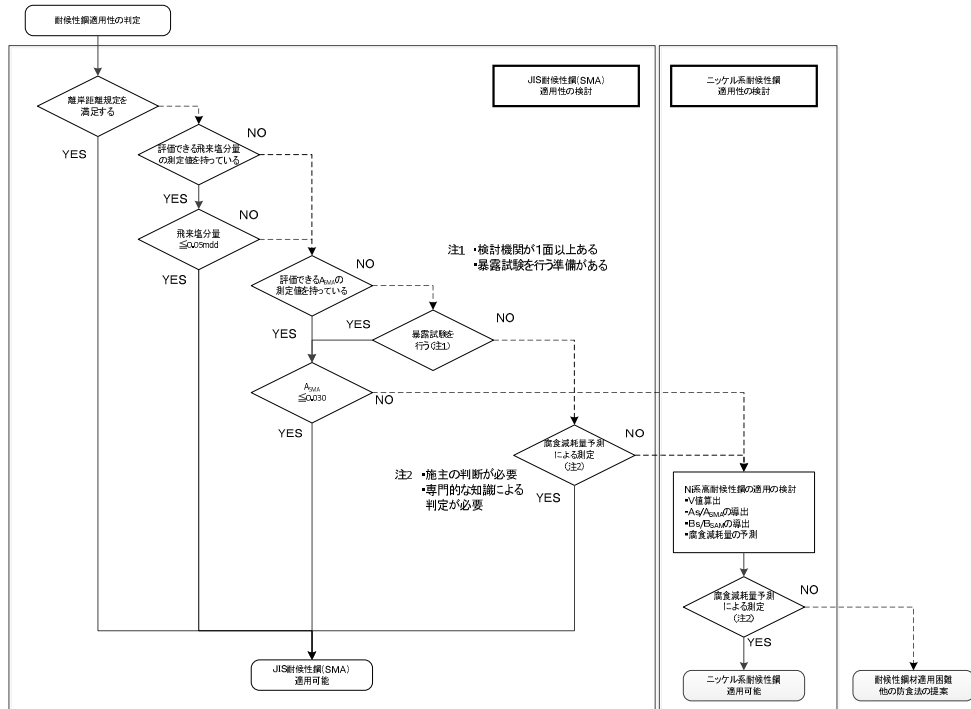 耐候性鋼適用性の判定
JIS耐候性鋼(SMA)
適用性の検討
ニッケル系耐候性鋼
適用性の検討
離岸距離規定を
満足する
YES
NO
評価できる飛来塩分量
の測定値を持っている
YES
NO
飛来塩分量
≦0.05mdd
YES
注1 ・検討機関が1面以上ある
・暴露試験を行う準備がある
NO
評価できるASMAの
測定値を持っている
YES
YES
暴露試験を
行う(注1)
NO
ASMA
≦0.030
NO
YES
腐食減耗量予測
による測定
(注2)
NO
YES
注2 ・施主の判断が必要
・専門的な知識による
判定が必要
Ni系高耐候性鋼の適用の検討
・V値算出
・As/ASMAの導出
・Bs/BSAMの導出
・腐食減耗量の予測
腐食減耗量予測
による測定
(注2)
NO
YES
JIS耐候性鋼(SMA)
適用可能
ニッケル系耐候性鋼
適用可能
耐候性鋼材適用困難
他の防食法の提案